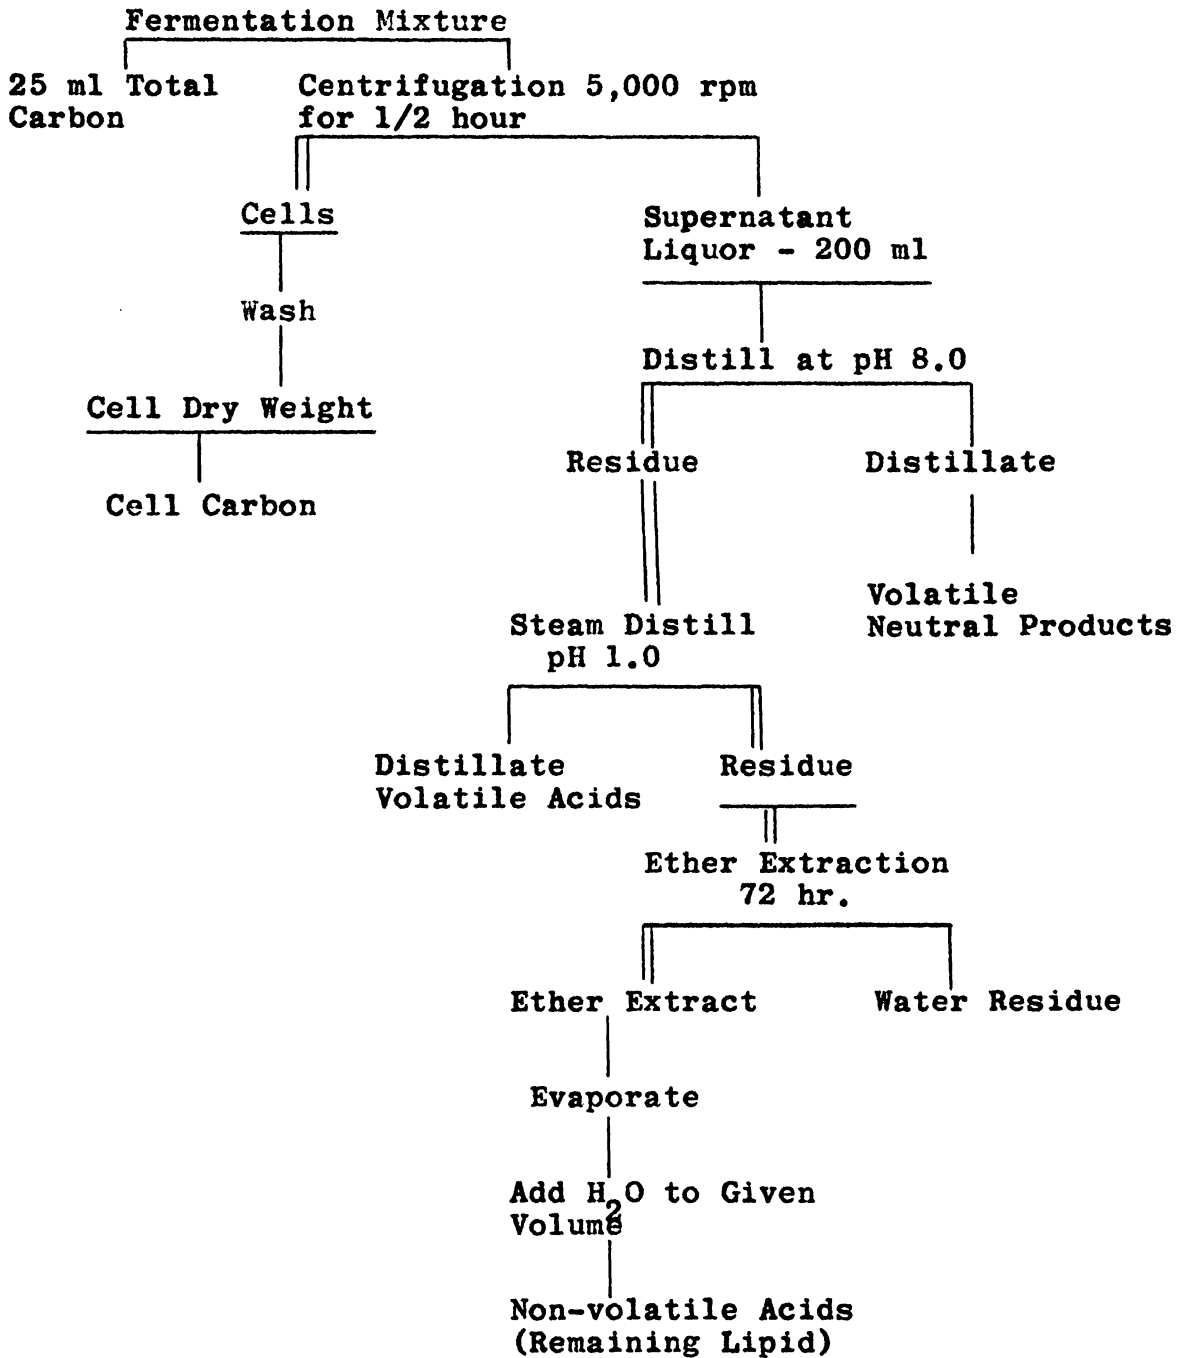 Fermentation Mixture
25 ml Total
Carbon
Centrifugation 5,000 rpm
for 1/2 hour
Cells
Supernatant
Liquor - 200 ml
Wash
Distill at pH 8.0
Cell Dry Weight
Residue
Distillate
Cell Carbon
Volatile
Neutral Products
Steam Distill
pH 1.0
Distillate
Volatile Acids
Residue
Ether Extraction
72 hr.
Ether Extract
Water Residue
Evaporate
Add H2O to Given
Volume
Non-volatile Acids
(Remaining Lipid)